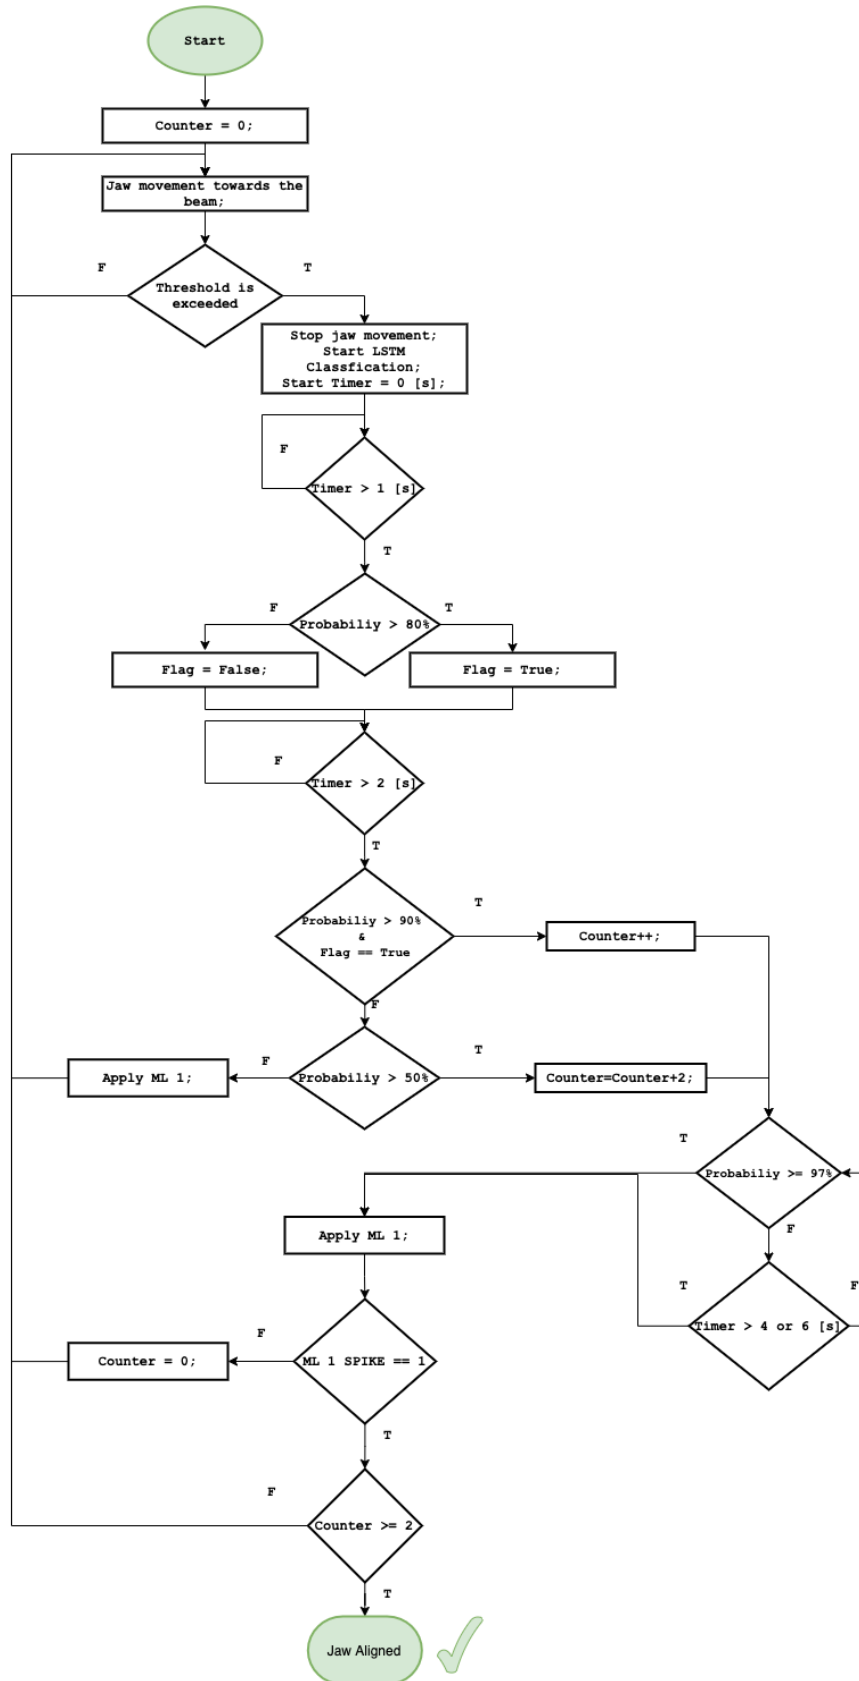 Start
Counter = 0;
Jaw movement towards the
beam;
F
T
Threshold is
exceeded
Stop jaw movement;
Start LSTM
Classfication;
Start Timer = 0 [s];
F
Timer > 1 [s]
T
F
T
Probabiliy > 80%
Flag = False;
Flag = True;
F
Timer > 2 [s]
T
T
Probabiliy > 90%
&
Flag == True
Counter++;
F
F
T
Apply ML 1;
Probabiliy > 50%
Counter=Counter+2;
T
Probabiliy >= 97%
F
Apply ML 1;
T
F
Timer > 4 or 6 [s]
F
Counter = 0;
ML 1 SPIKE == 1
T
F
Counter >= 2
T
Jaw Aligned